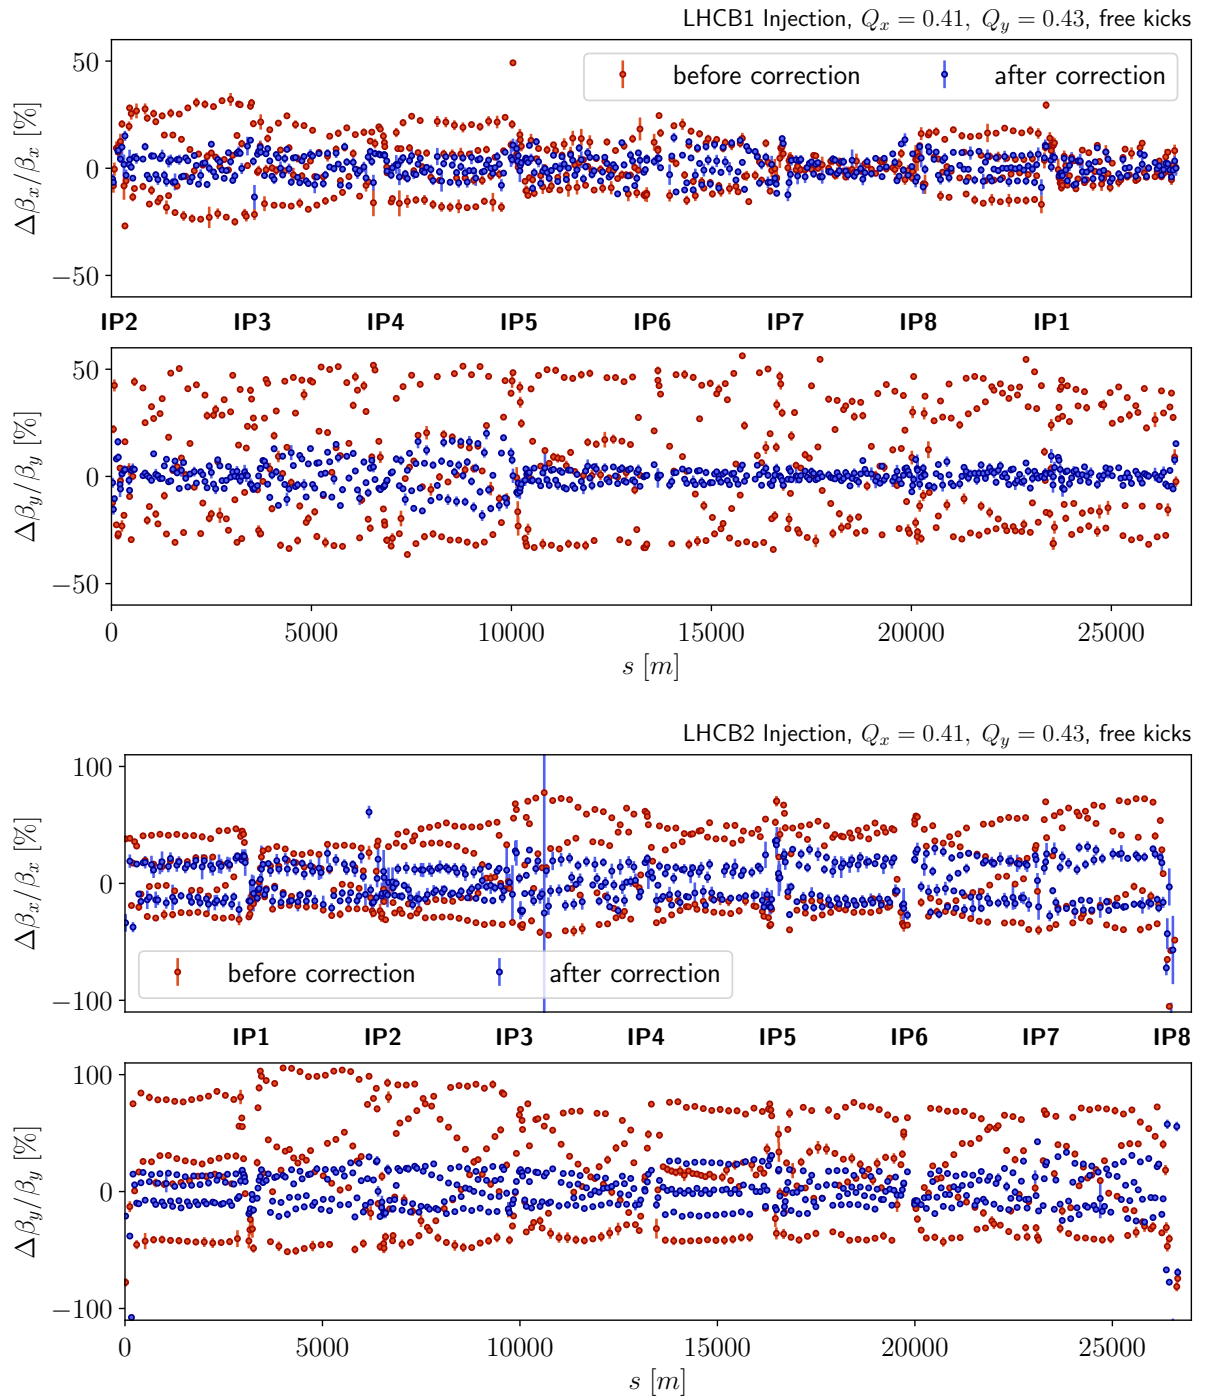 LHCB1 Injection, Q_x = 0.41, Q_y = 0.43, free kicks
before correction after correction
Δβ_x/β_x [%]
50
0
−50
IP2 IP3 IP4 IP5 IP6 IP7 IP8 IP1
Δβ_y/β_y [%]
50
0
−50
0 5000 10000 15000 20000 25000
s [m]
LHCB2 Injection, Q_x = 0.41, Q_y = 0.43, free kicks
Δβ_x/β_x [%]
100
0
−100
before correction after correction
IP1 IP2 IP3 IP4 IP5 IP6 IP7 IP8
Δβ_y/β_y [%]
100
0
−100
0 5000 10000 15000 20000 25000
s [m]